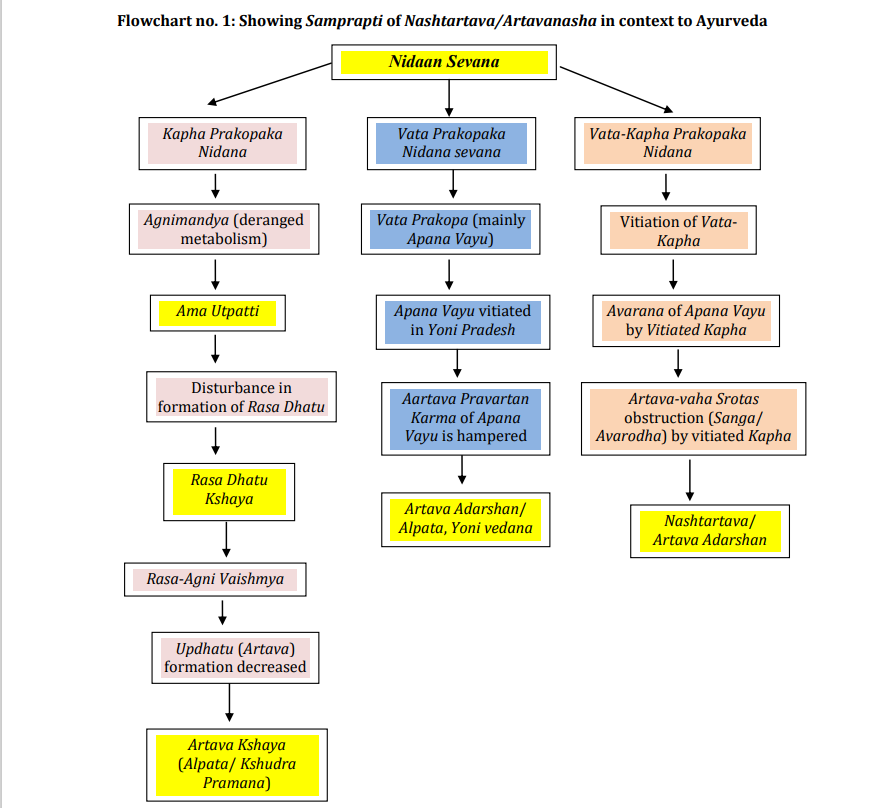 Flowchart no. 1: Showing Samprapti of Nashtartava/Artavanasha in context to Ayurveda
Nidaan Sevana
Kapha Prakopaka
Nidana
Agnimandya (deranged
metabolism)
Ama Utpatti
Disturbance in
formation of Rasa Dhatu
Rasa Dhatu
Kshaya
Rasa-Agni Vaishmya
Updhatu (Artava)
formation decreased
Artava Kshaya
(Alpata/ Kshudra
Pramana)
Vata Prakopaka
Nidana sevana
Vata Prakopa (mainly
Apana Vayu)
Apana Vayu vitiated
in Yoni Pradesh
Aartava Pravartan
Karma of Apana
Vayu is hampered
Artava Adarshan/
Alpata, Yoni vedana
Vata-Kapha Prakopaka
Nidana
Vitiation of Vata-
Kapha
Avarana of Apana Vayu
by Vitiated Kapha
Artava-vaha Srotas
obstruction (Sanga/
Avarodha) by vitiated Kapha
Nashtartava/
Artava Adarshan